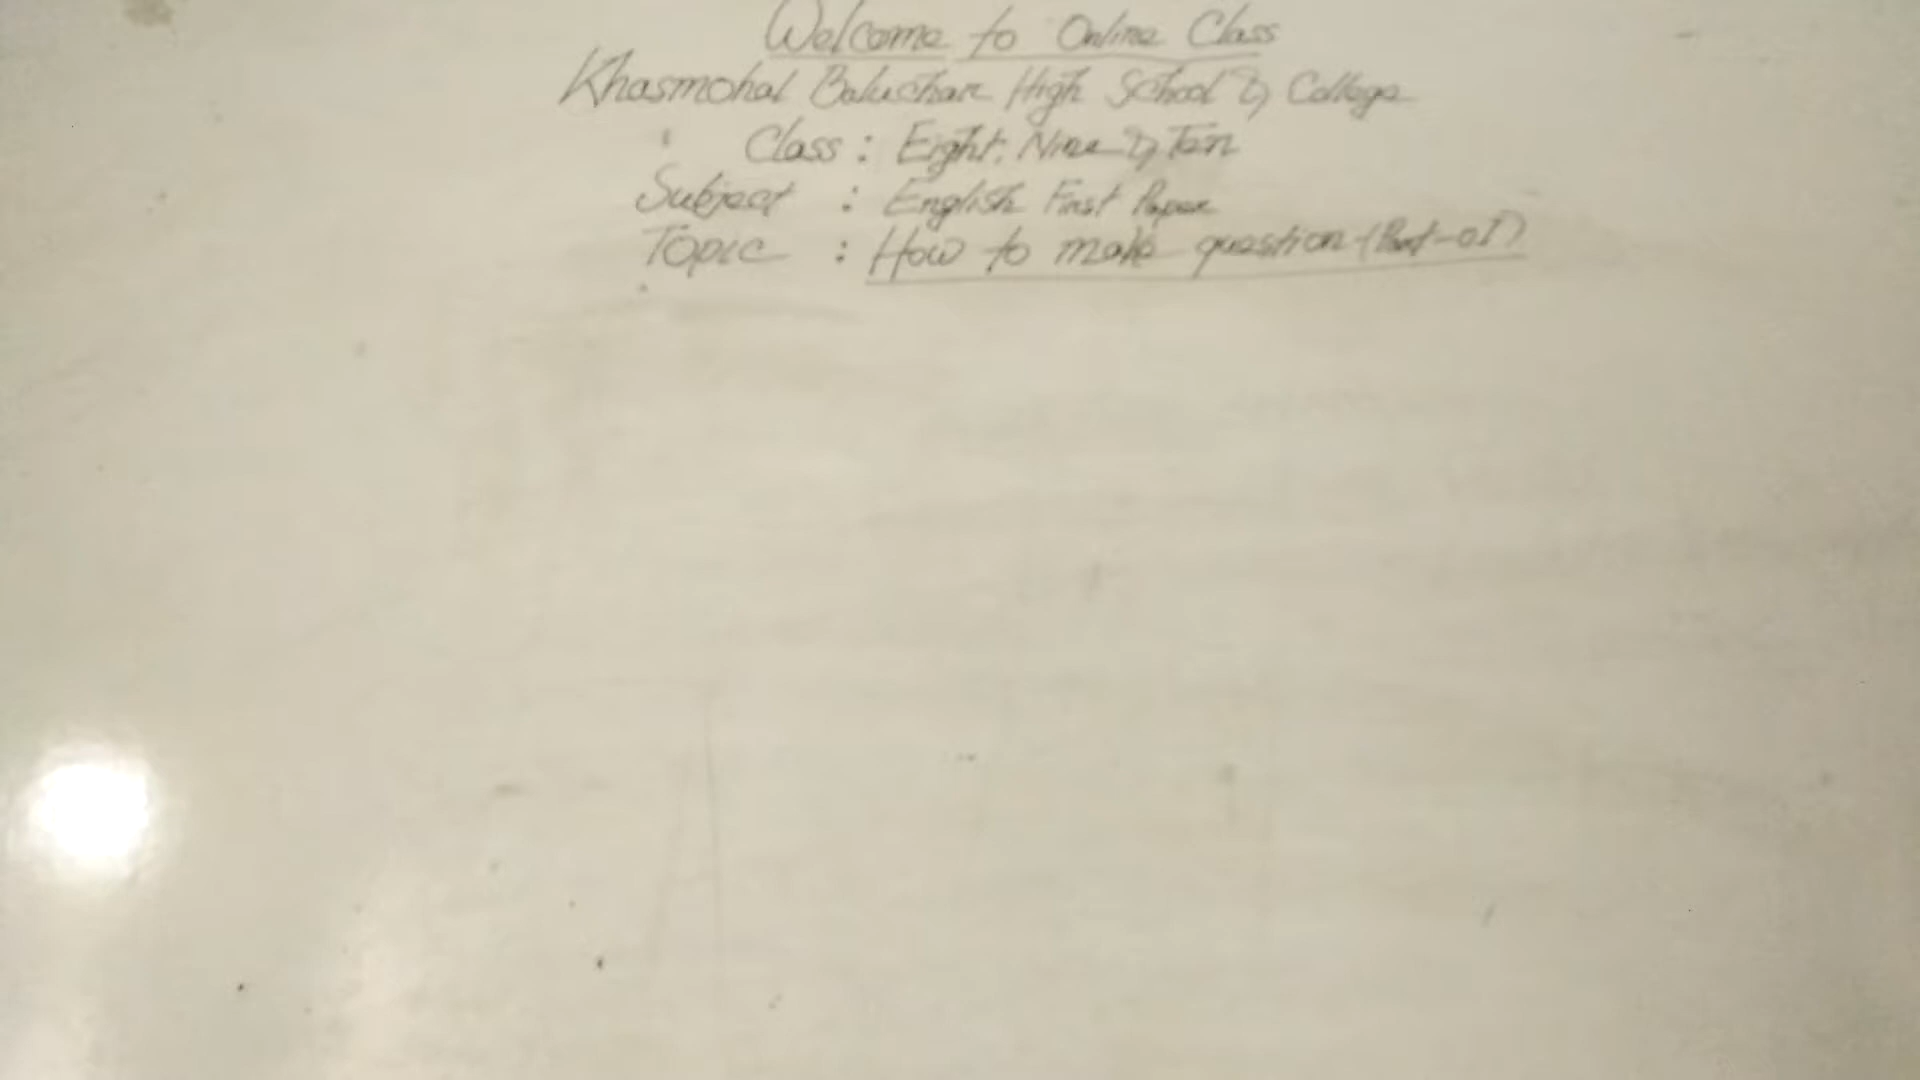 Welcome to Online Class
Khasmohal Baluchar High School & College
Class : Eight, Nine & Ten
Subject : English First Paper
Topic : How to make question (Part-01)